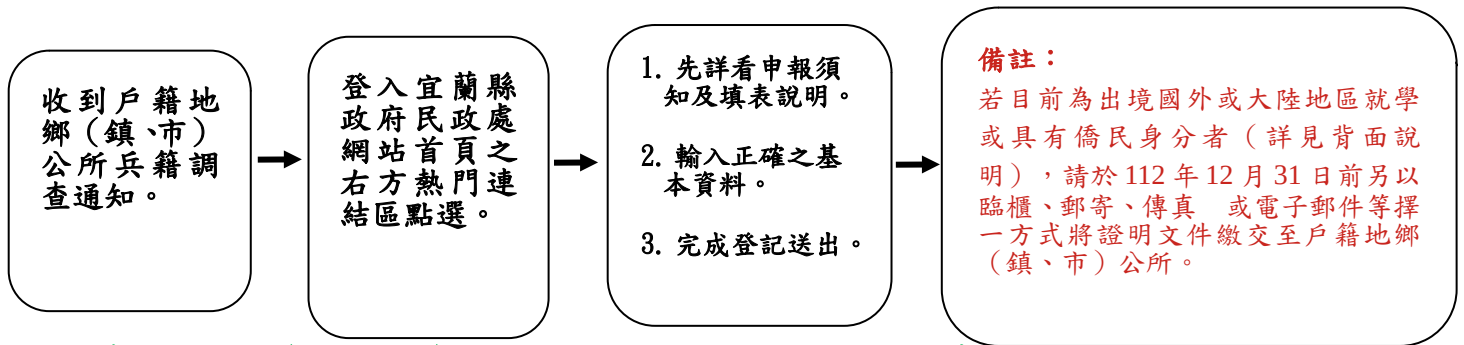 收到戶籍地
鄉（鎮、市）
公所兵籍調
查通知。
登入宜蘭縣
政府民政處
網站首頁之
右方熱門連
結區點選。
1. 先詳看申報須
知及填表說明。
2. 輸入正確之基
本資料。
3. 完成登記送出。
備註：
若目前為出境國外或大陸地區就學
或具有僑民身分者（詳見背面說
明），請於 112 年 12 月 31 日前另以
臨櫃、郵寄、傳真　或電子郵件等擇
一方式將證明文件繳交至戶籍地鄉
（鎮、市）公所。